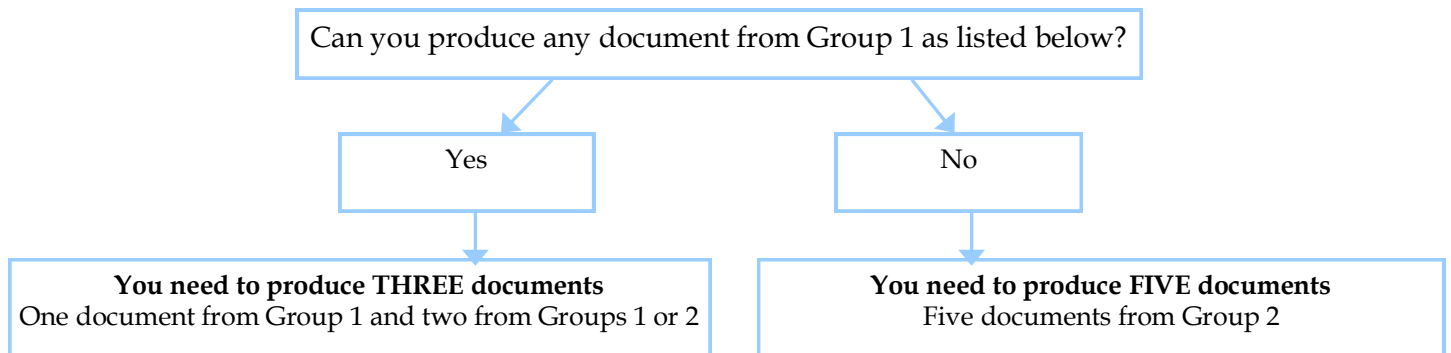 Can you produce any document from Group 1 as listed below?
Yes
No
You need to produce THREE documents
One document from Group 1 and two from Groups 1 or 2
You need to produce FIVE documents
Five documents from Group 2